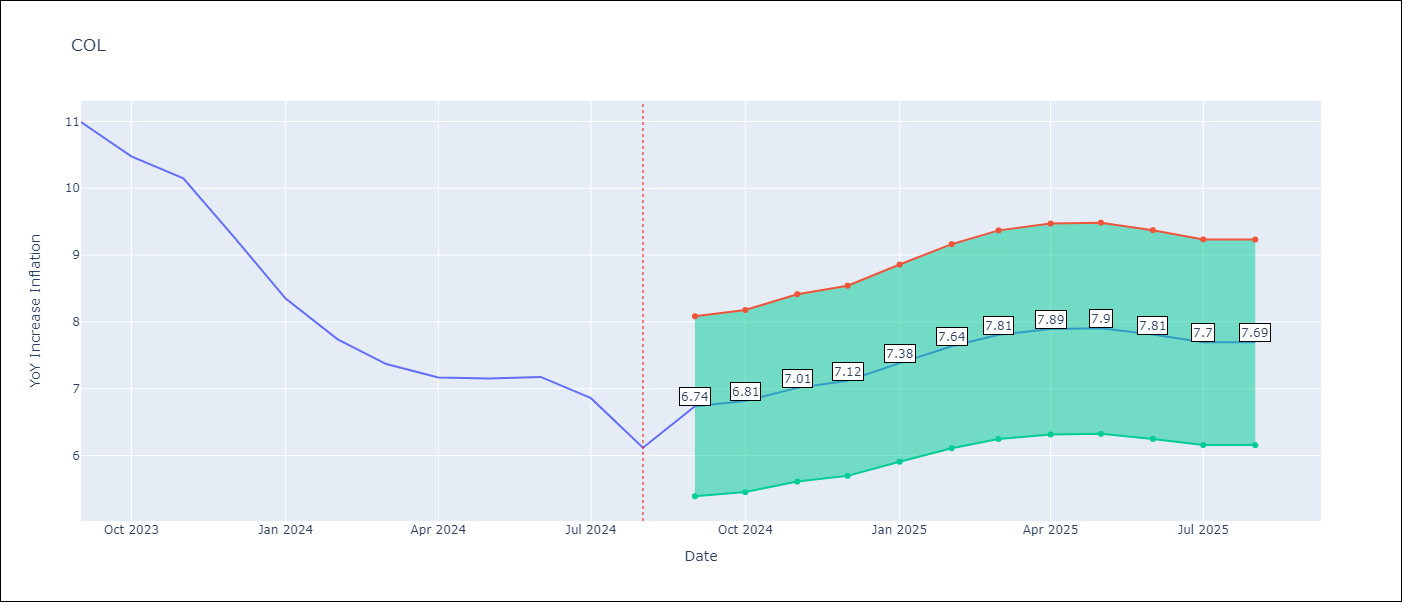 COL
YoY Increase Inflation
11
10
9
8
7
6
6.74
6.81
7.01
7.12
7.38
7.64
7.81
7.89
7.9
7.81
7.7
7.69
Oct 2023
Jan 2024
Apr 2024
Jul 2024
Oct 2024
Jan 2025
Apr 2025
Jul 2025
Date